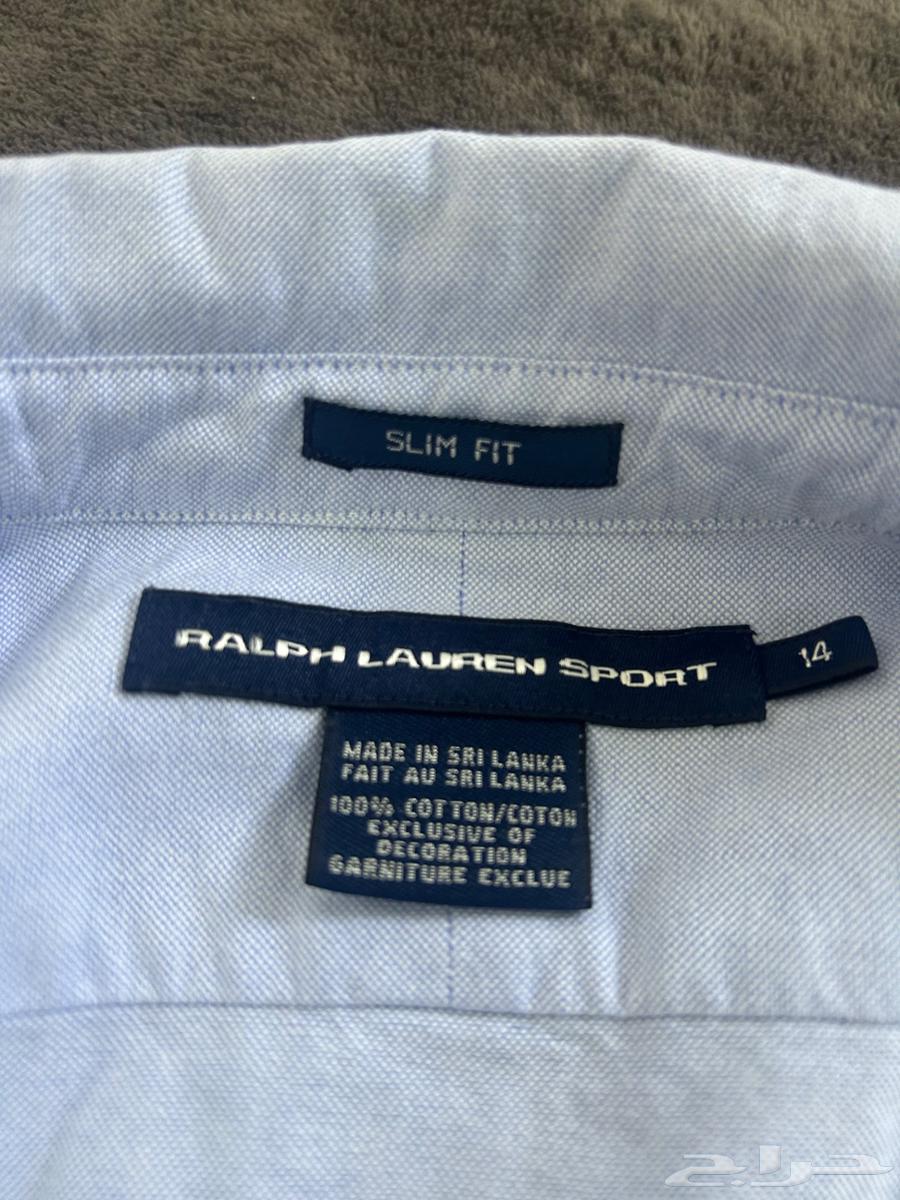 SLIM FIT
RALPH LAUREN SPORT
14
MADE IN SRI LANKA
FAIT AU SRI LANKA
100% COTTON/COTON
EXCLUSIVE OF
DECORATION
GARNITURE EXCLUE
حراج